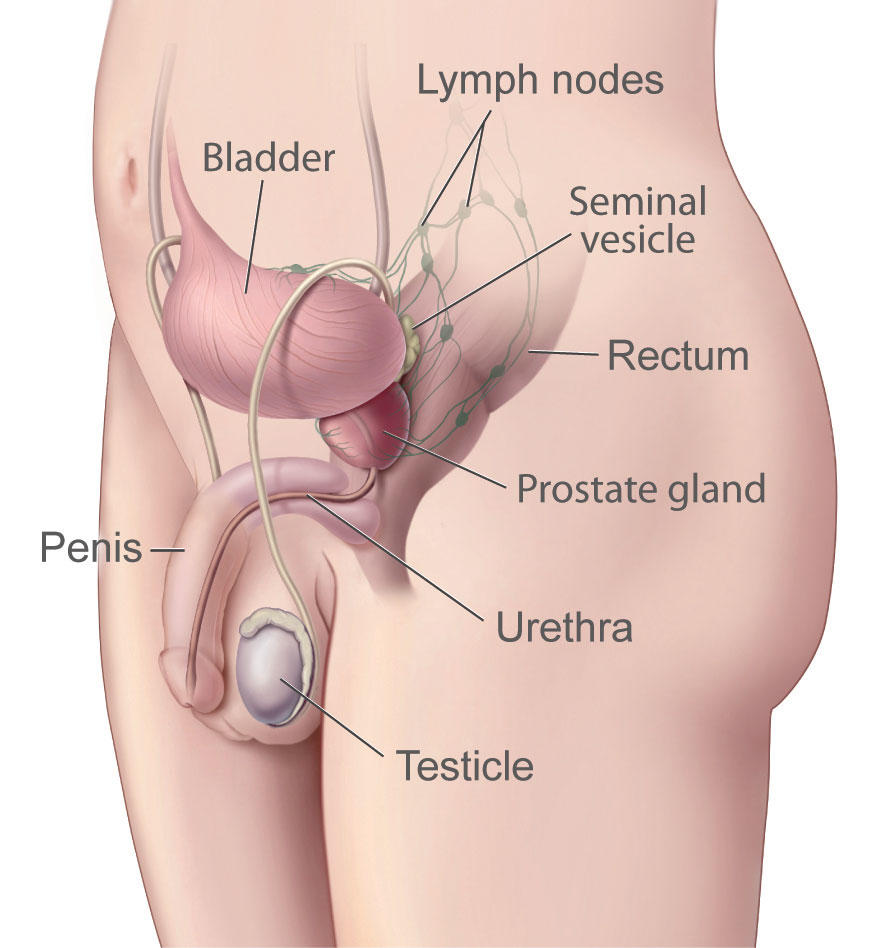 Lymph nodes
Bladder
Seminal
vesicle
Rectum
Prostate gland
Penis
Urethra
Testicle